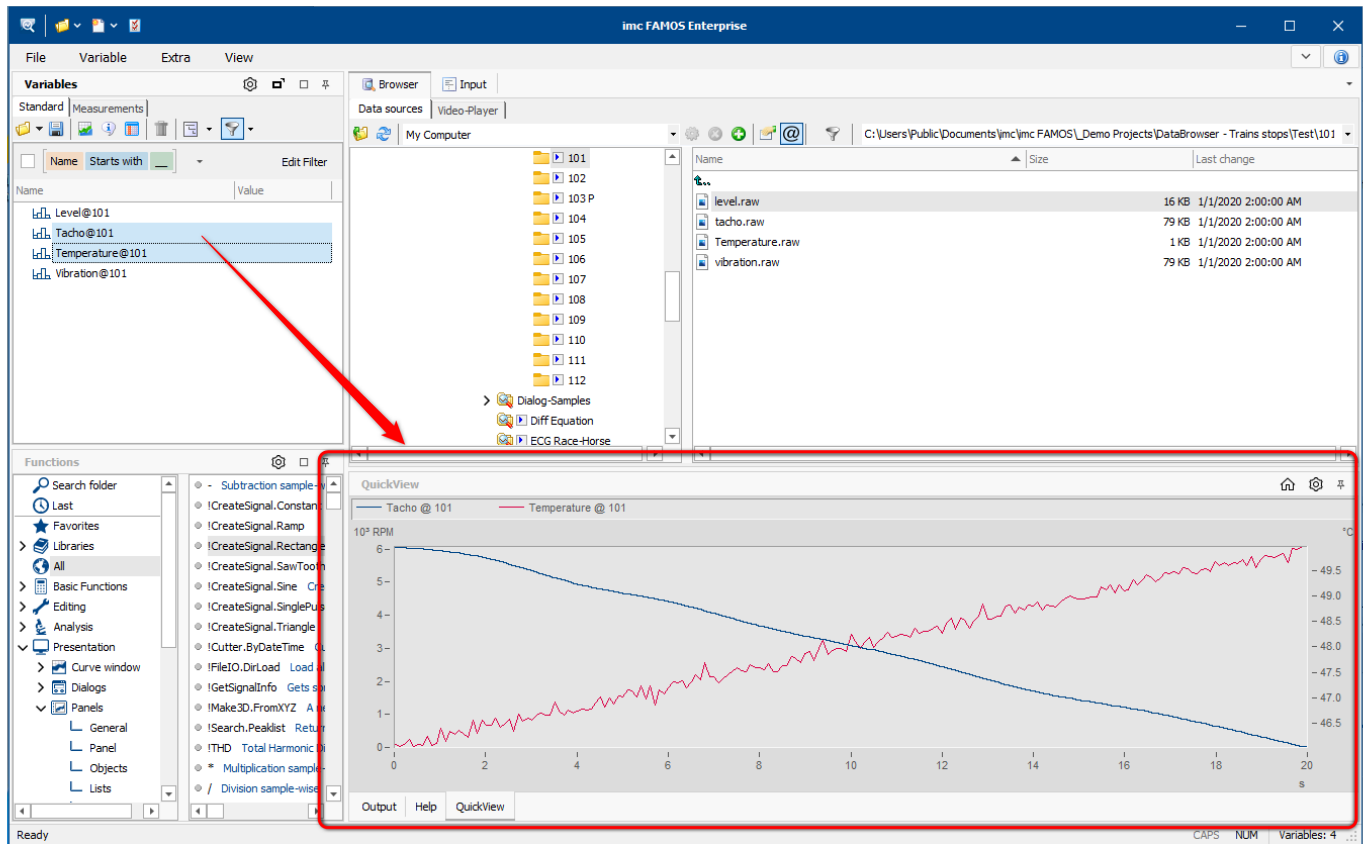 imc FAMOS Enterprise
File Variable Extra View
Variables
Standard Measurements
Name Starts with __ Edit Filter
Name Value
Level@101
Tacho@101
Temperature@101
Vibration@101
Browser Input
Data sources Video-Player
My Computer
C:\Users\Public\Documents\imc\imc FAMOS\_Demo Projects\DataBrowser - Trains stops\Test\101
101
102
103 P
104
105
106
107
108
109
110
111
112
Dialog-Samples
Diff Equation
ECG Race-Horse
Name Size Last change
level.raw 16 KB 1/1/2020 2:00:00 AM
tacho.raw 79 KB 1/1/2020 2:00:00 AM
Temperature.raw 1 KB 1/1/2020 2:00:00 AM
vibration.raw 79 KB 1/1/2020 2:00:00 AM
Functions
Search folder
Last
Favorites
Libraries
All
Basic Functions
Editing
Analysis
Presentation
Curve window
Dialogs
Panels
General
Panel
Objects
Lists
- Subtraction sample-w
!CreateSignal.Constan
!CreateSignal.Ramp
!CreateSignal.Rectangle
!CreateSignal.SawTooth
!CreateSignal.Sine Cre
!CreateSignal.SinglePuls
!CreateSignal.Triangle
!Cutter.ByDateTime
!FileIO.DirLoad Load al
!GetSignalInfo Gets so
!Make3D.FromXYZ A ne
!Search.Peaklist Return
!THD Total Harmonic Di
* Multiplication sample-
/ Division sample-wise
QuickView
Tacho @ 101 Temperature @ 101
10³ RPM °C
6
5
4
3
2
1
0
49.5
49.0
48.5
48.0
47.5
47.0
46.5
0 2 4 6 8 10 12 14 16 18 20
s
Output Help QuickView
Ready CAPS NUM Variables: 4